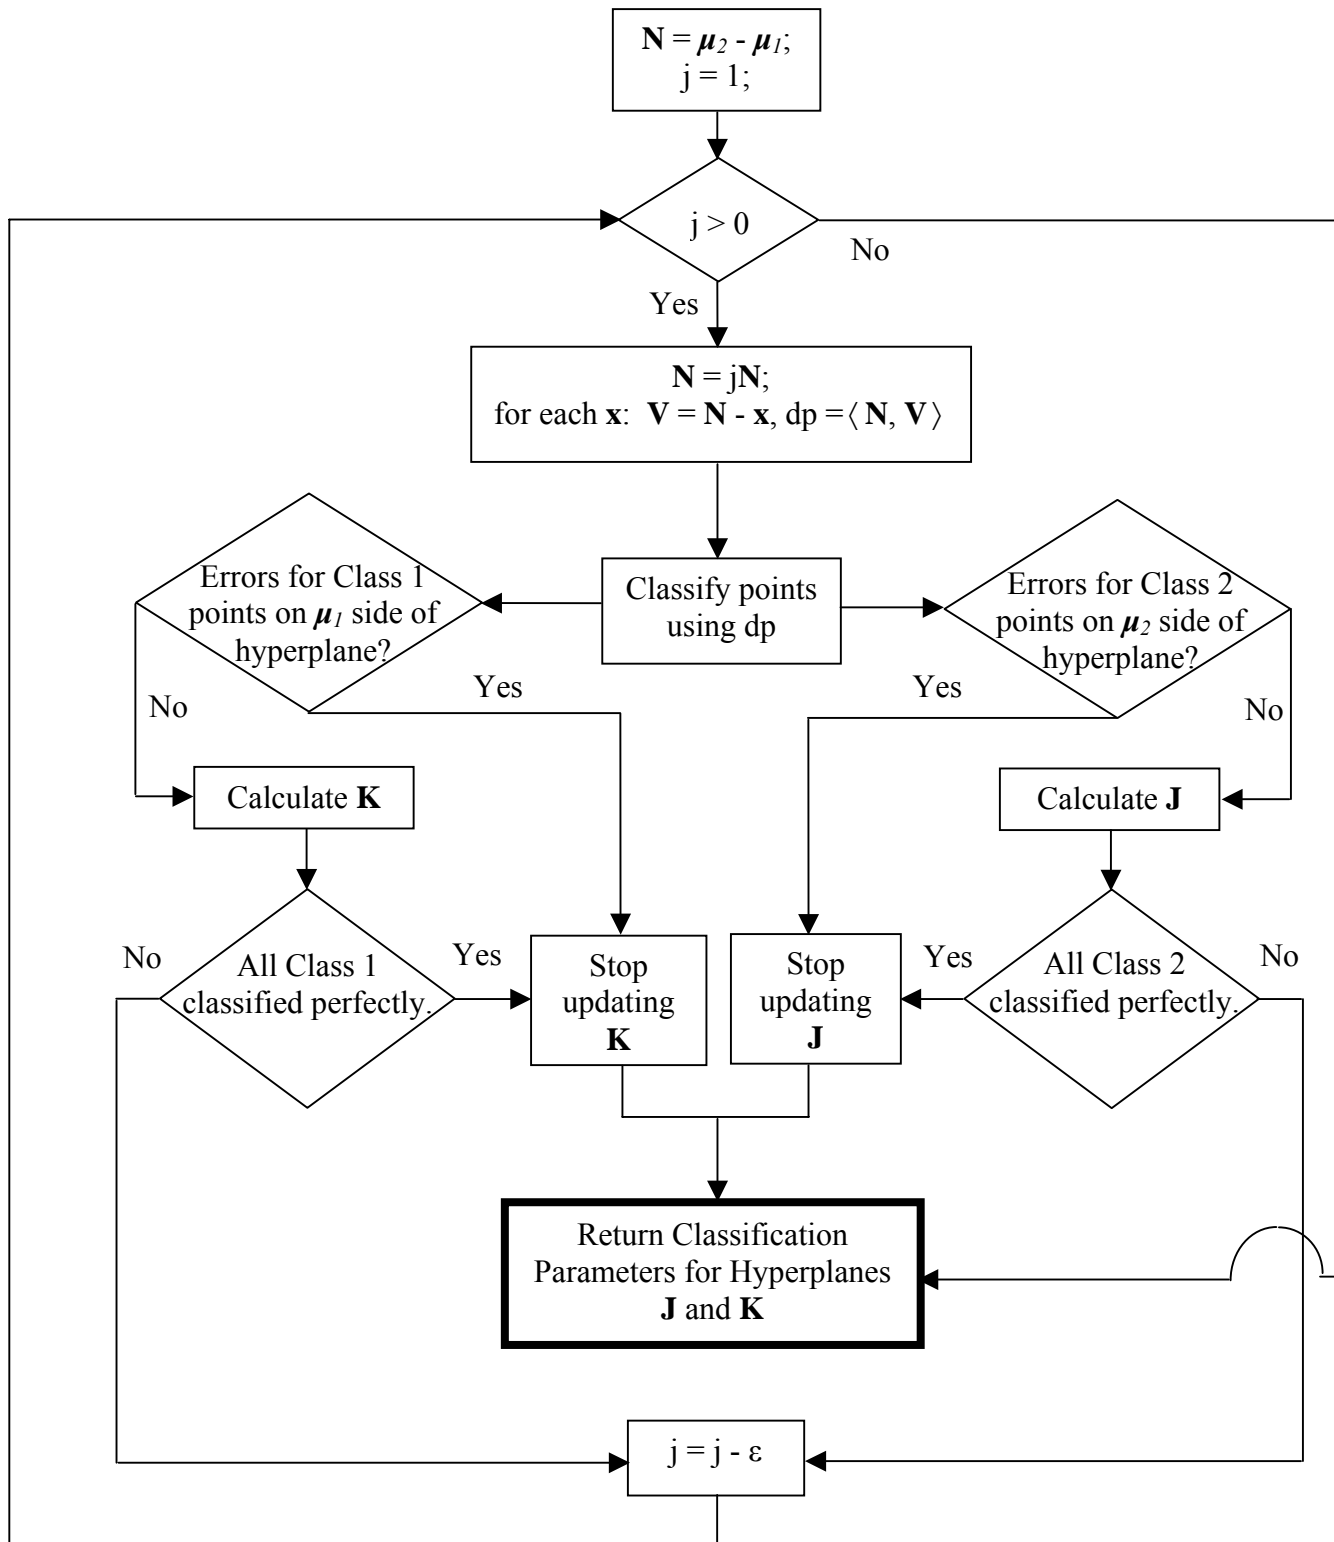 N = μ2 - μ1;
j = 1;
j > 0
No
Yes
N = jN;
for each x: V = N - x, dp =⟨ N, V ⟩
Errors for Class 1
points on μ1 side of
hyperplane?
Classify points
using dp
Errors for Class 2
points on μ2 side of
hyperplane?
Yes
No
Yes
No
Calculate K
Calculate J
No
All Class 1
classified perfectly.
Yes
Stop
updating
K
Stop
updating
J
Yes
All Class 2
classified perfectly.
No
Return Classification
Parameters for Hyperplanes
J and K
j = j - ε